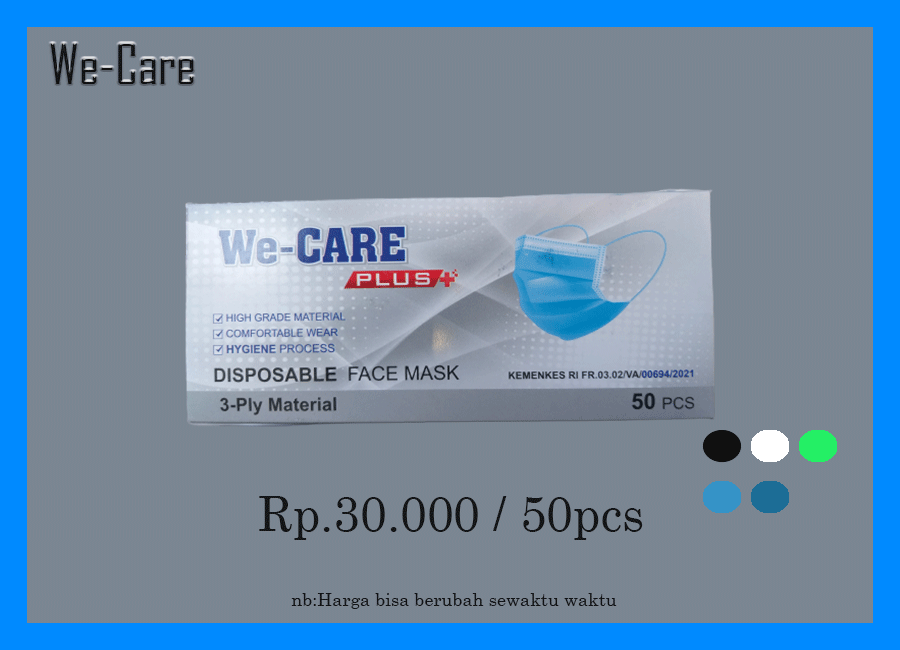 We-Care
We-CARE
PLUS+
HIGH GRADE MATERIAL
COMFORTABLE WEAR
HYGIENE PROCESS
DISPOSABLE FACE MASK
KEMENKES RI FR.03.02/VA/00694/2021
3-Ply Material
50 PCS
Rp.30.000 / 50pcs
nb:Harga bisa berubah sewaktu waktu